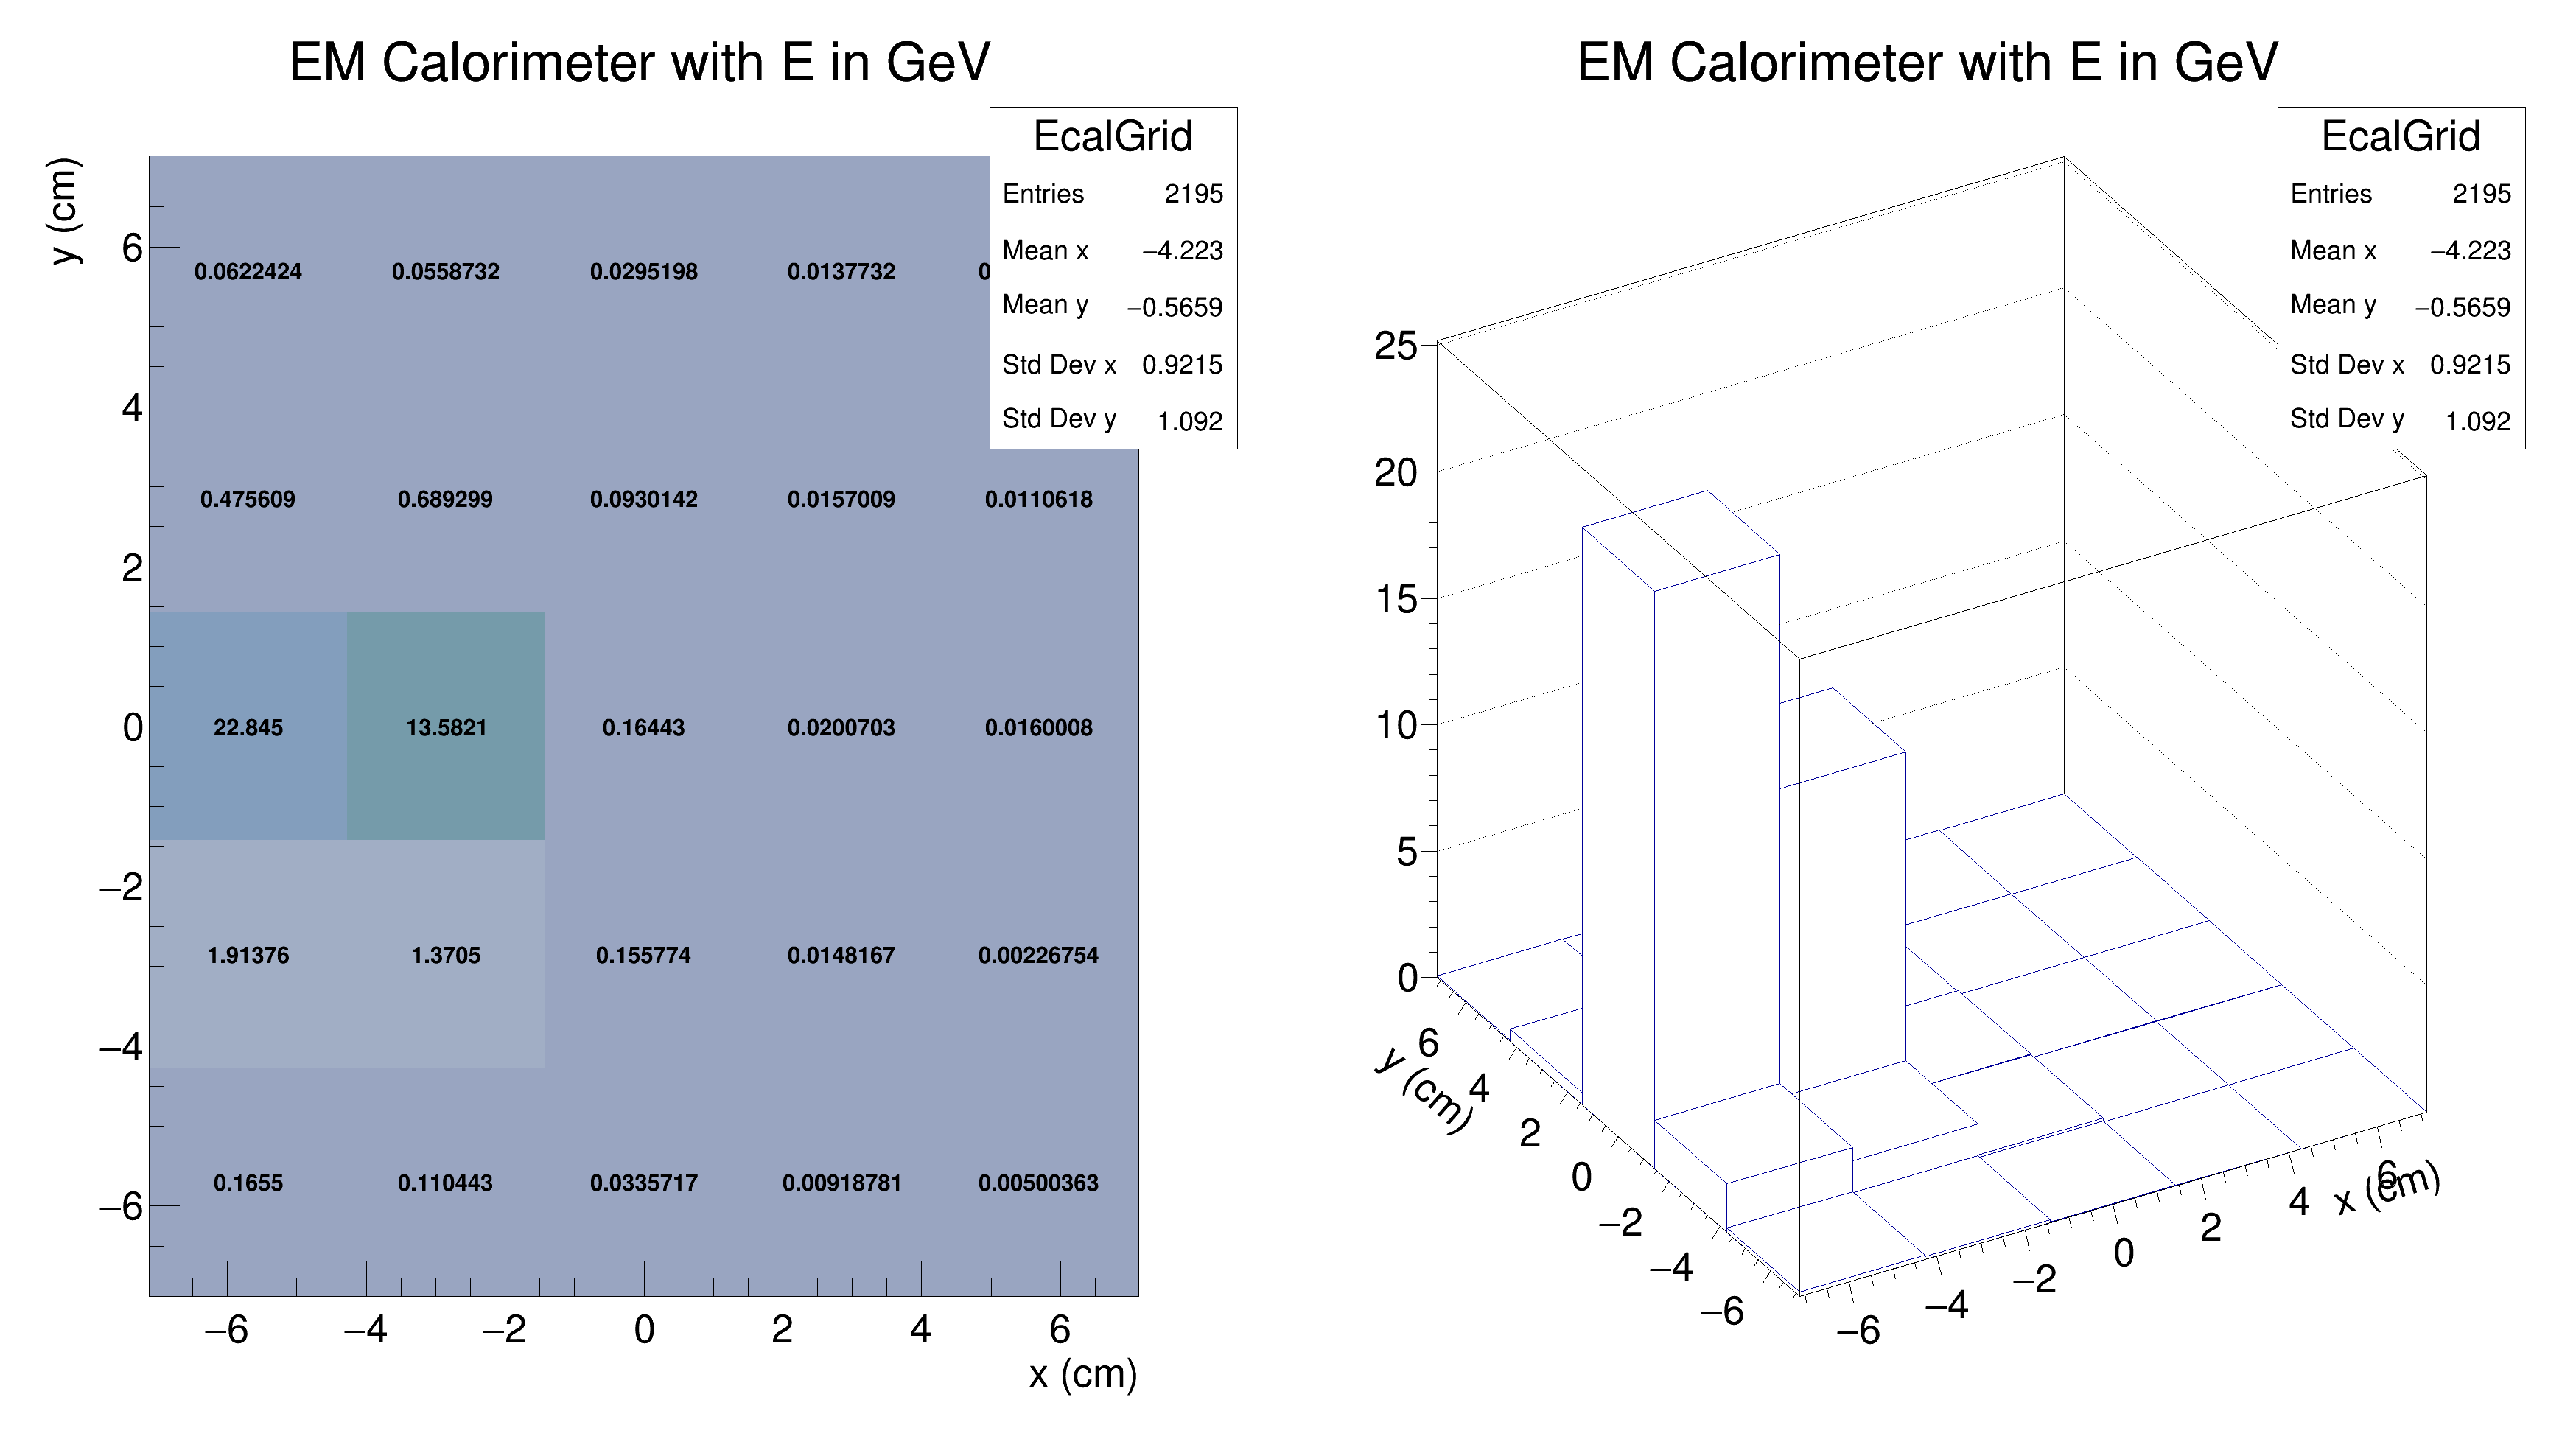 EM Calorimeter with E in GeV
EcalGrid
Entries 2195
Mean x −4.223
Mean y −0.5659
Std Dev x 0.9215
Std Dev y 1.092
y (cm)
6
4
2
0
−2
−4
−6
0.0622424 0.0558732 0.0295198 0.0137732 0
0.475609 0.689299 0.0930142 0.0157009 0.0110618
22.845 13.5821 0.16443 0.0200703 0.0160008
1.91376 1.3705 0.155774 0.0148167 0.00226754
0.1655 0.110443 0.0335717 0.00918781 0.00500363
−6 −4 −2 0 2 4 6
x (cm)
EM Calorimeter with E in GeV
EcalGrid
Entries 2195
Mean x −4.223
Mean y −0.5659
Std Dev x 0.9215
Std Dev y 1.092
25
20
15
10
5
0
y (cm)
6
4
2
0
−2
−4
−6
−6 −4 −2 0 2 4 6
x (cm)